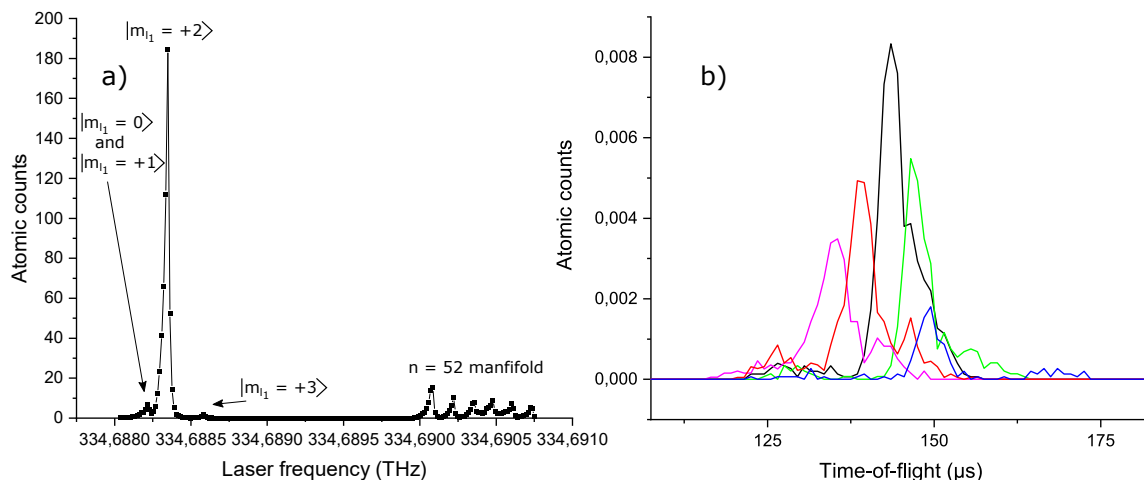 200
180
160
140
120
100
80
60
40
20
0
Atomic counts
a)
|m_{l_1} = +2⟩
|m_{l_1} = 0⟩
and
|m_{l_1} = +1⟩
|m_{l_1} = +3⟩
n = 52 manfifold
334,6880 334,6885 334,6890 334,6895 334,6900 334,6905 334,6910
Laser frequency (THz)
b)
0,008
0,006
0,004
0,002
0,000
Atomic counts
125 150 175
Time-of-flight (μs)